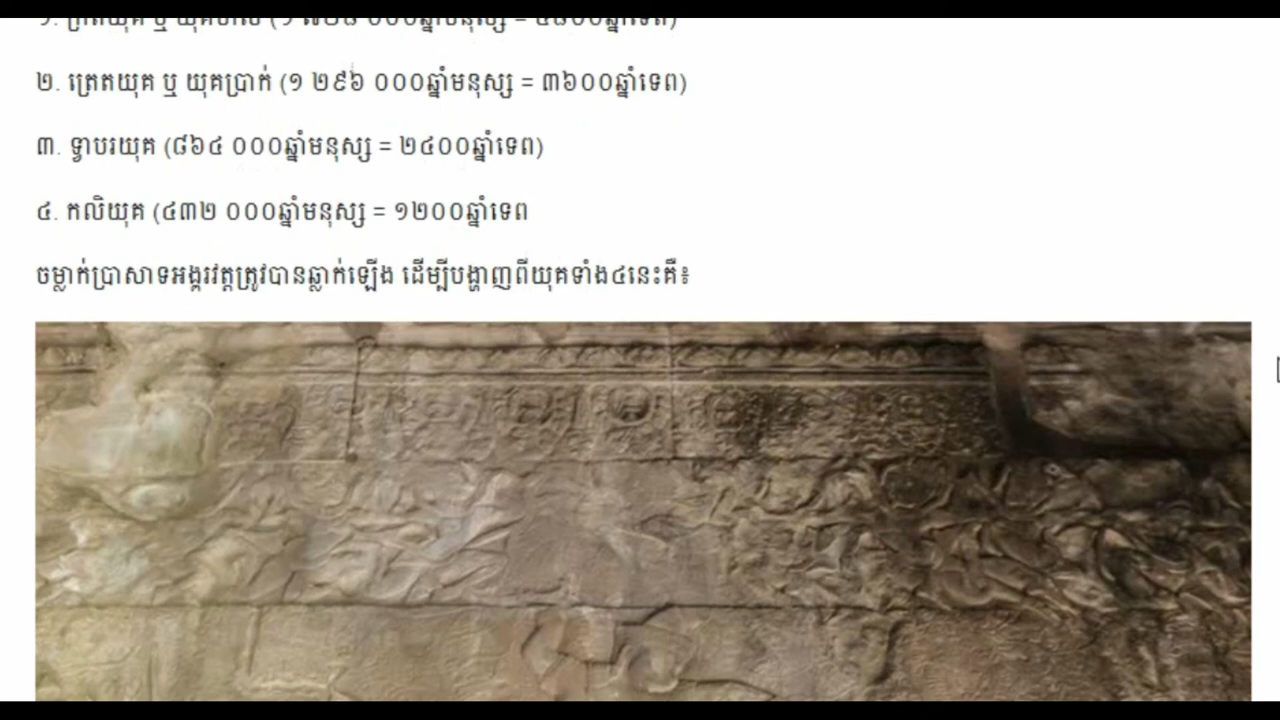 ២. ត្រេតយុគ ឬ យុគប្រាក់ (១ ២៩៦ ០០០ឆ្នាំមនុស្ស = ៣៦០០ឆ្នាំទេព)
៣. ទ្វាបរយុគ (៨៦៤ ០០០ឆ្នាំមនុស្ស = ២៤០០ឆ្នាំទេព)
៤. កលិយុគ (៤៣២ ០០០ឆ្នាំមនុស្ស = ១២០០ឆ្នាំទេព
ចម្លាក់ប្រាសាទអង្គរវត្តត្រូវបានឆ្លាក់ឡើង ដើម្បីបង្ហាញពីយុគទាំង៤នេះគឺ៖